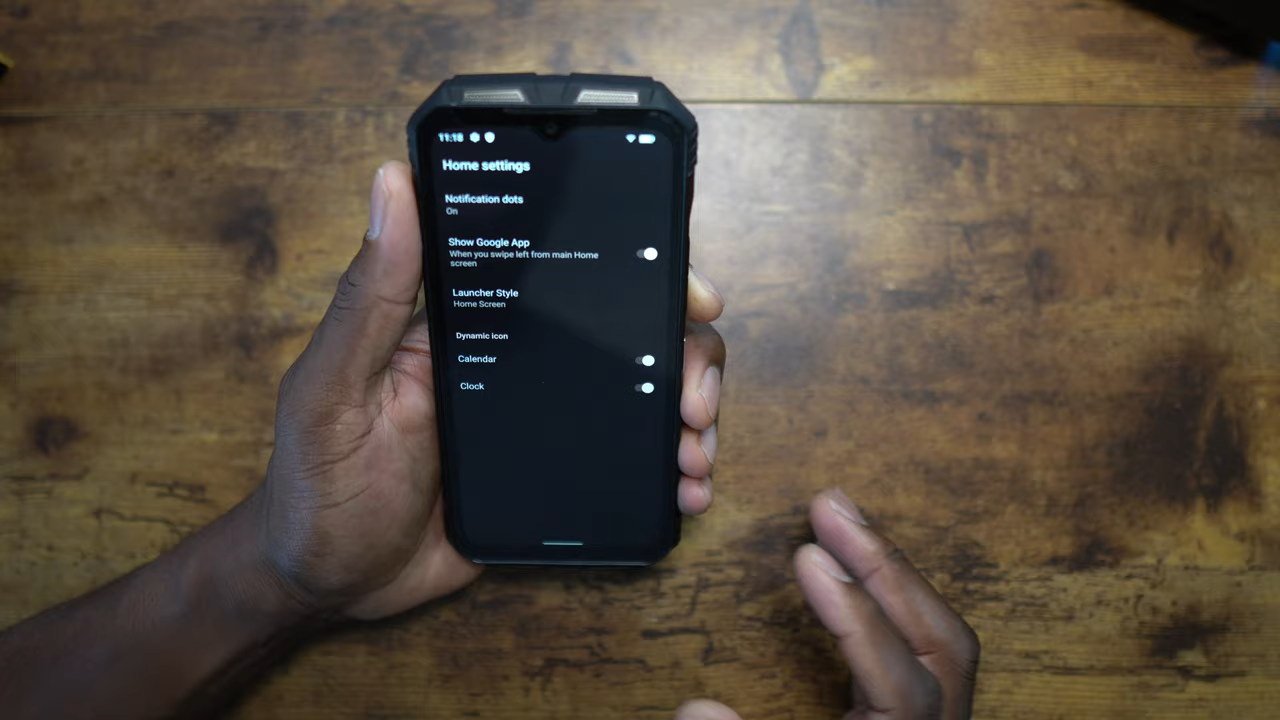 11:18
Home settings
Notification dots
On
Show Google App
When you swipe left from main Home
screen
Launcher Style
Home Screen
Dynamic icon
Calendar
Clock